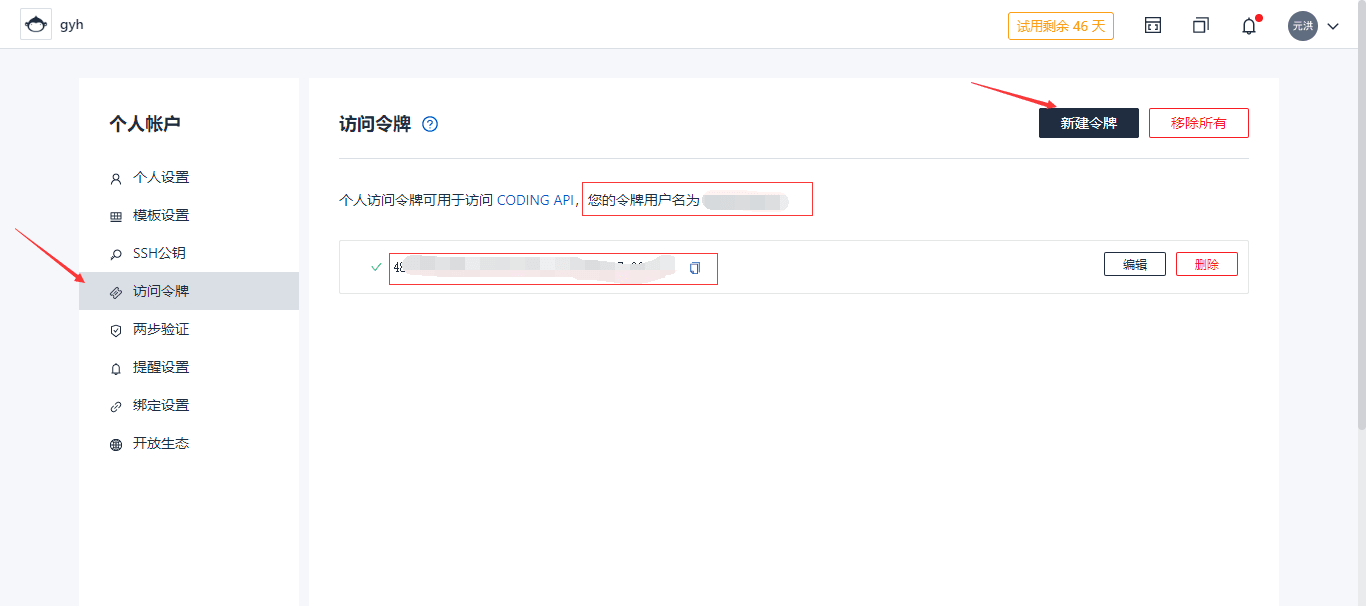 gyh
试用剩余 46 天
元洪
个人帐户
个人设置
模板设置
SSH公钥
访问令牌
两步验证
提醒设置
绑定设置
开放生态
访问令牌
新建令牌
移除所有
个人访问令牌可用于访问 CODING API，您的令牌用户名为
编辑
删除